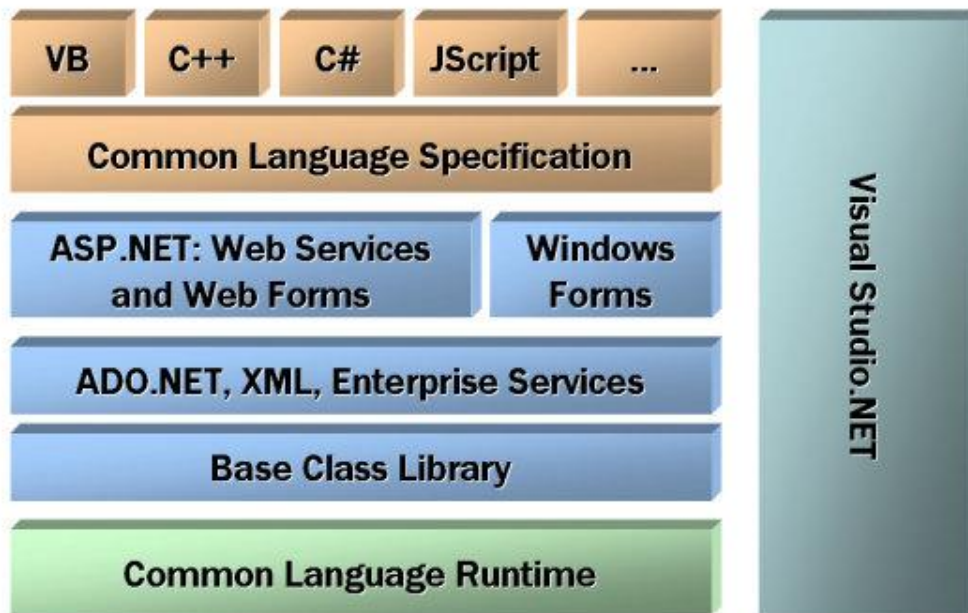 VB
C++
C#
JScript
...
Common Language Specification
ASP.NET: Web Services
and Web Forms
Windows
Forms
ADO.NET, XML, Enterprise Services
Base Class Library
Common Language Runtime
Visual Studio.NET